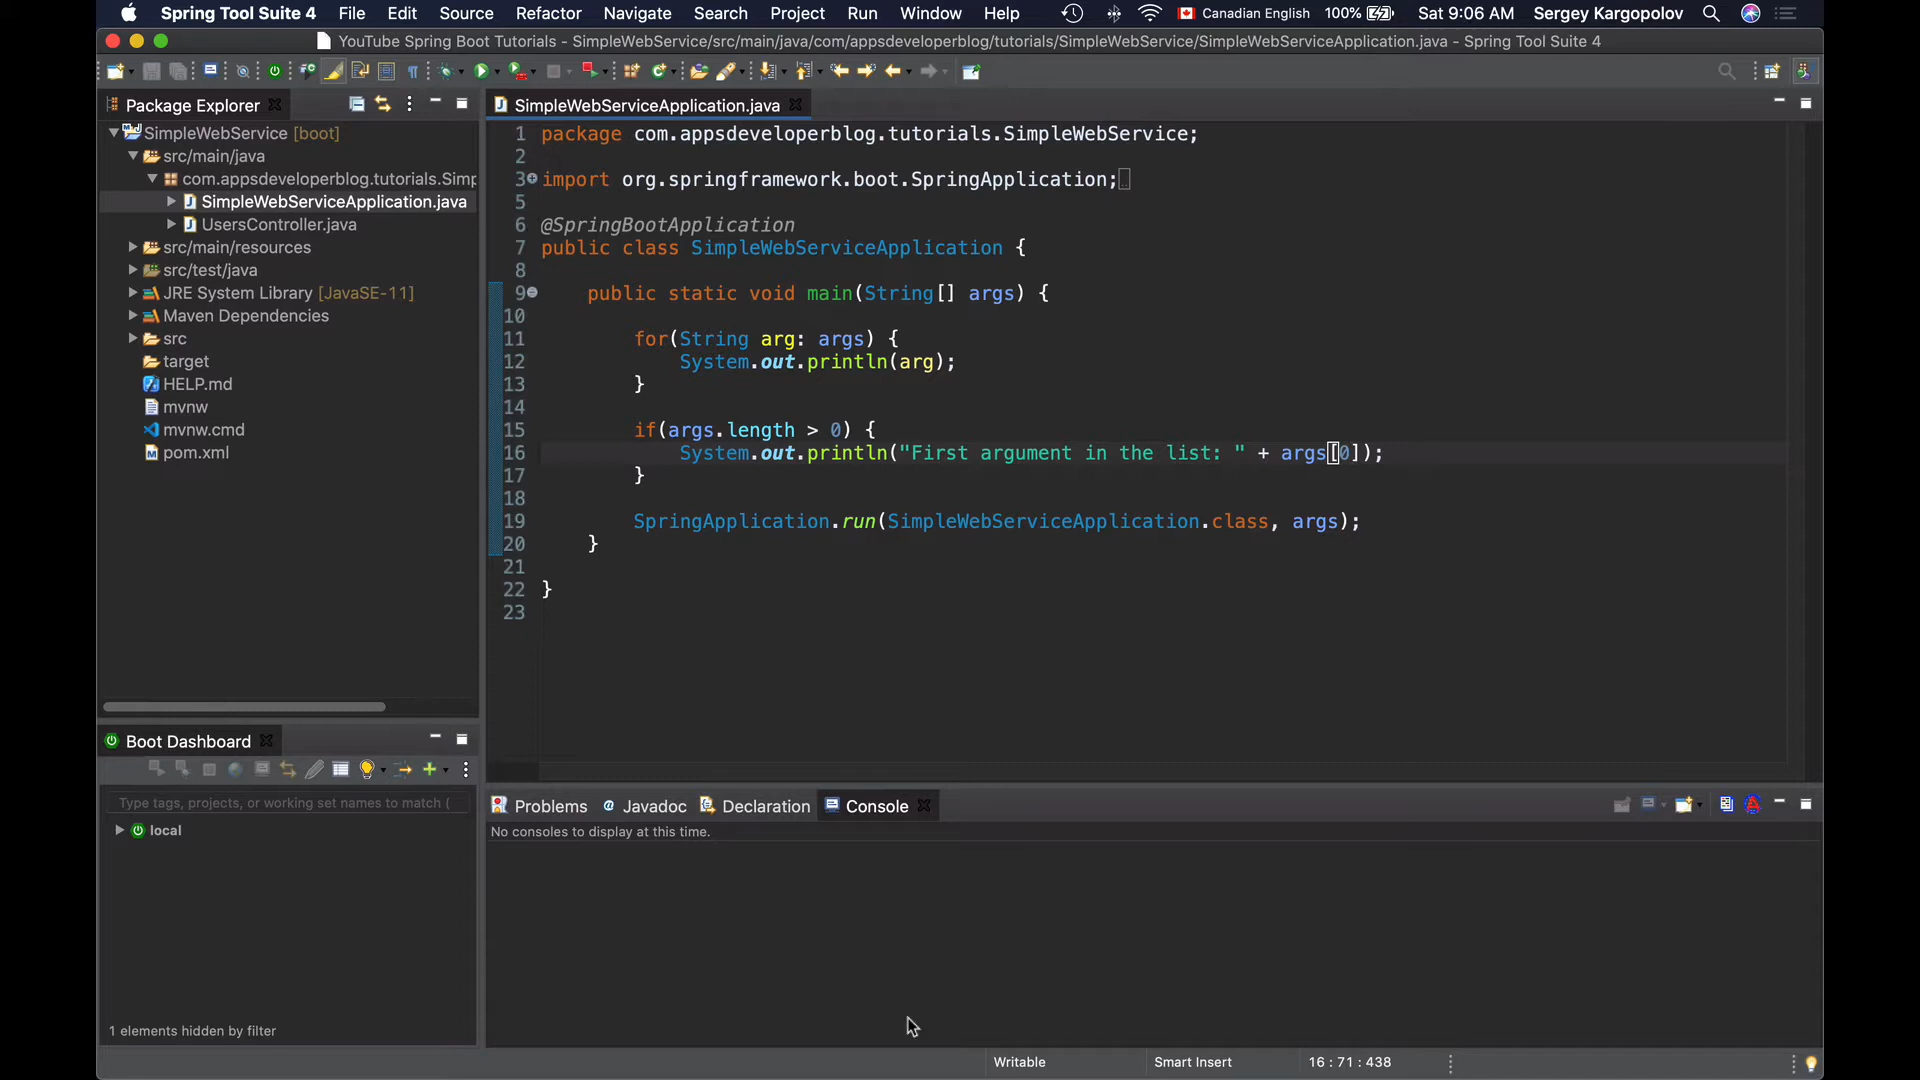 Spring Tool Suite 4 File Edit Source Refactor Navigate Search Project Run Window Help Canadian English 100% Sat 9:06 AM Sergey Kargopolov
YouTube Spring Boot Tutorials - SimpleWebService/src/main/java/com/appsdeveloperblog/tutorials/SimpleWebService/SimpleWebServiceApplication.java - Spring Tool Suite 4
Package Explorer
SimpleWebService [boot]
src/main/java
com.appsdeveloperblog.tutorials.Simp
SimpleWebServiceApplication.java
UsersController.java
src/main/resources
src/test/java
JRE System Library [JavaSE-11]
Maven Dependencies
src
target
HELP.md
mvnw
mvnw.cmd
pom.xml
SimpleWebServiceApplication.java
1 package com.appsdeveloperblog.tutorials.SimpleWebService;
2
3 import org.springframework.boot.SpringApplication;
5
6 @SpringBootApplication
7 public class SimpleWebServiceApplication {
8
9 public static void main(String[] args) {
10
11 for(String arg: args) {
12 System.out.println(arg);
13 }
14
15 if(args.length > 0) {
16 System.out.println("First argument in the list: " + args[0]);
17 }
18
19 SpringApplication.run(SimpleWebServiceApplication.class, args);
20 }
21
22 }
23
Boot Dashboard
Type tags, projects, or working set names to match (
local
1 elements hidden by filter
Problems Javadoc Declaration Console
No consoles to display at this time.
Writable Smart Insert 16 : 71 : 438